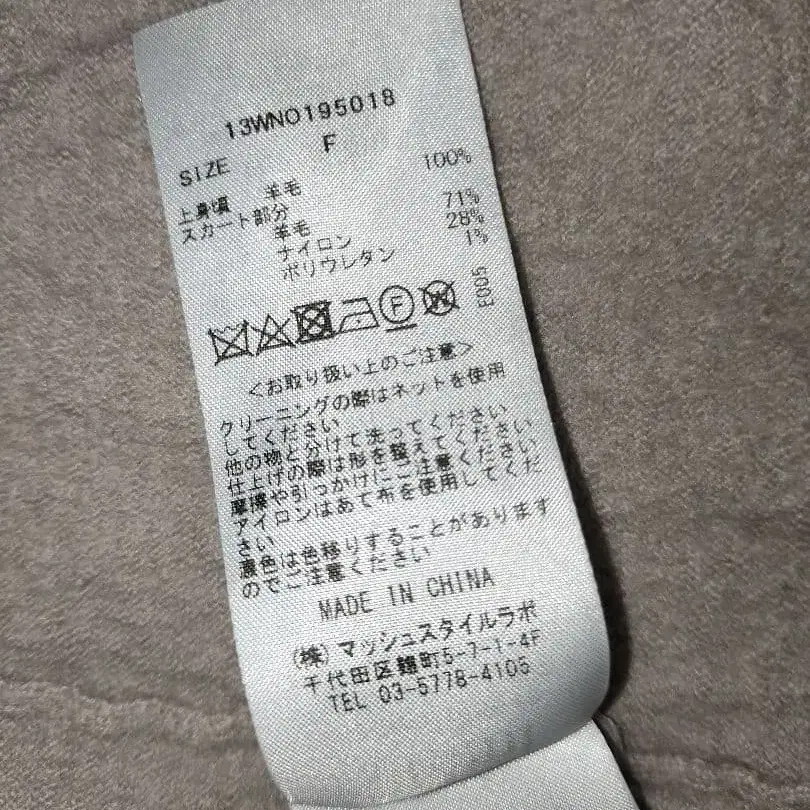 13WNO195018
SIZE F
上身頃 羊毛 100%
スカート部分
羊毛 71%
ナイロン 28%
ポリウレタン 1%
F W E005
<お取り扱い上のご注意>
クリーニングの際はネットを使用
してください
他の物と分けて洗ってください
仕上げの際は形を整えてください
摩擦や引っかけにご注意ください
アイロンはあて布を使用してくだ
さい
濃色は色移りすることがあります
のでご注意ください
MADE IN CHINA
(株)マッシュスタイルラボ
千代田区麹町5-7-1-4F
TEL 03-5778-4106